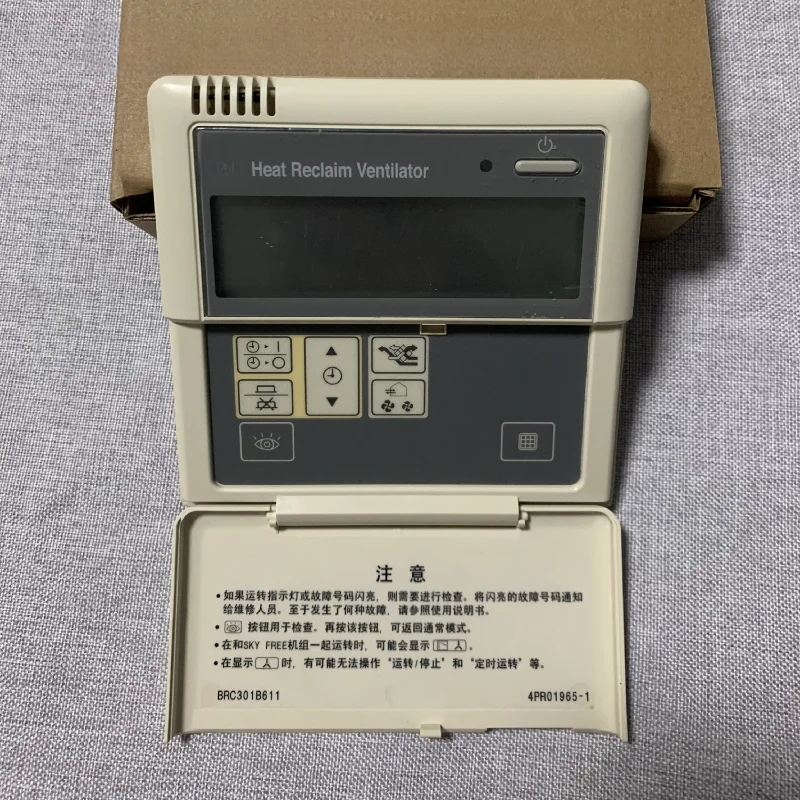 Heat Reclaim Ventilator
注 意
•如果运转指示灯或故障号码闪亮，则需要进行检查。将闪亮的故障号码通知
给维修人员。至于发生了何种故障，请参照使用说明书。
• 按钮用于检查。再按该按钮，可返回通常模式。
•在和SKY FREE机组一起运转时，可能会显示 。
•在显示 时，有可能无法操作“运转/停止”和“定时运转”等。
BRC301B611
4PR01965-1